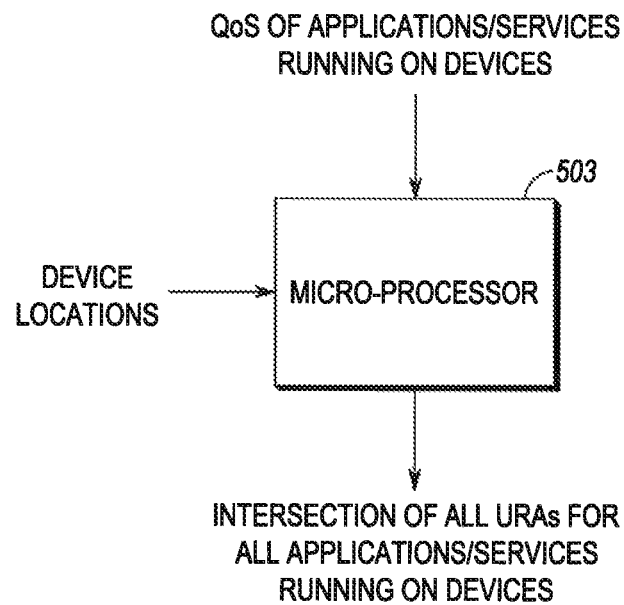 QoS OF APPLICATIONS/SERVICES
RUNNING ON DEVICES
503
DEVICE
LOCATIONS
MICRO-PROCESSOR
INTERSECTION OF ALL URAs FOR
ALL APPLICATIONS/SERVICES
RUNNING ON DEVICES